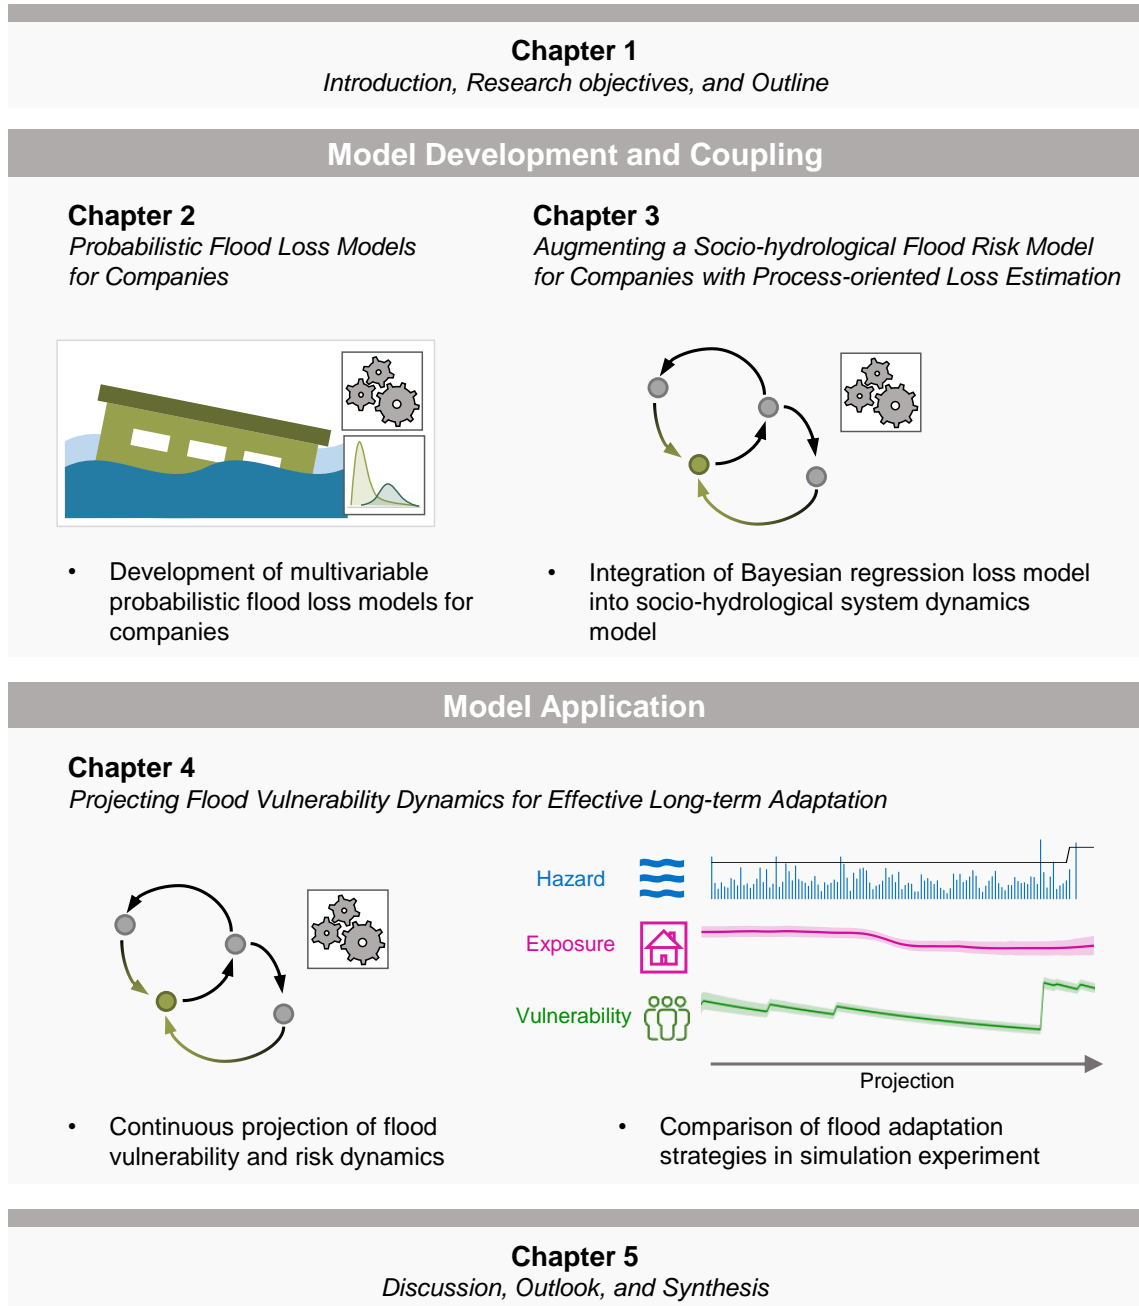 Chapter 1
Introduction, Research objectives, and Outline
Model Development and Coupling
Chapter 2
Probabilistic Flood Loss Models
for Companies
• Development of multivariable
probabilistic flood loss models for
companies
Chapter 3
Augmenting a Socio-hydrological Flood Risk Model
for Companies with Process-oriented Loss Estimation
• Integration of Bayesian regression loss model
into socio-hydrological system dynamics
model
Model Application
Chapter 4
Projecting Flood Vulnerability Dynamics for Effective Long-term Adaptation
Hazard
Exposure
Vulnerability
Projection
• Continuous projection of flood
vulnerability and risk dynamics
• Comparison of flood adaptation
strategies in simulation experiment
Chapter 5
Discussion, Outlook, and Synthesis